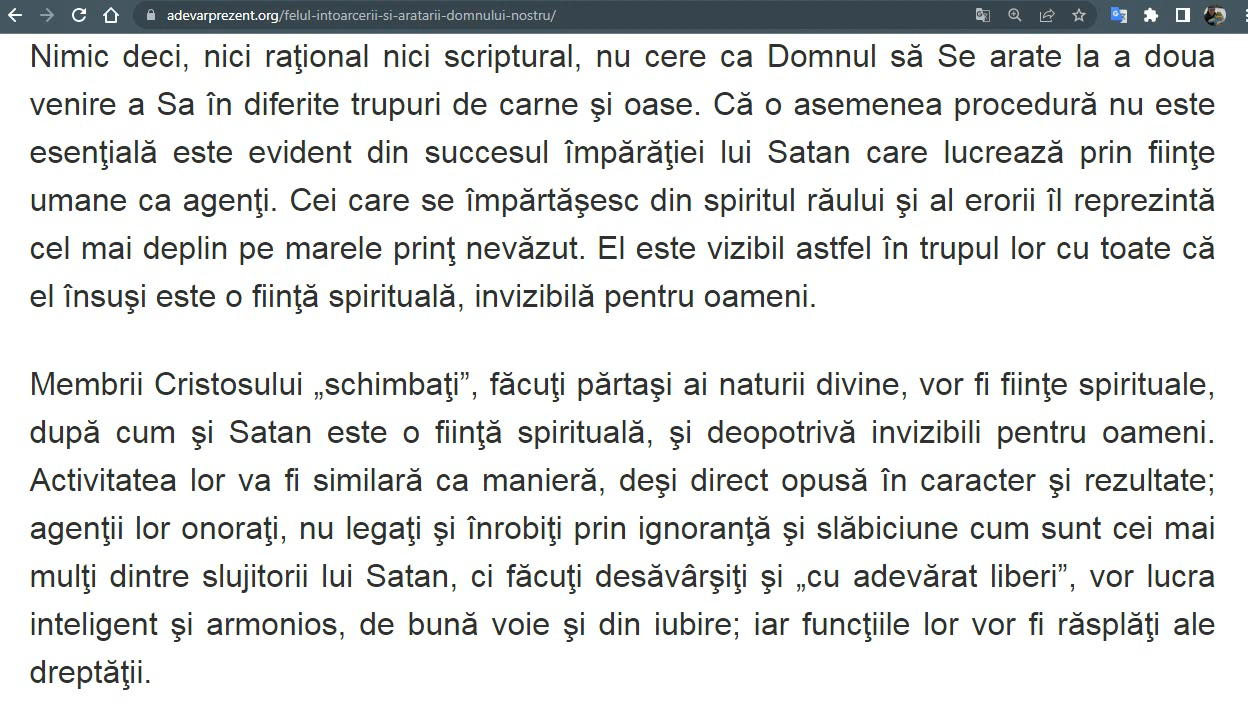 adevarprezent.org/felul-intoarcerii-si-aratarii-domnului-nostru/
Nimic deci, nici raţional nici scriptural, nu cere ca Domnul să Se arate la a doua
venire a Sa în diferite trupuri de carne şi oase. Că o asemenea procedură nu este
esenţială este evident din succesul împărăţiei lui Satan care lucrează prin fiinţe
umane ca agenţi. Cei care se împărtăşesc din spiritul răului şi al erorii îl reprezintă
cel mai deplin pe marele prinţ nevăzut. El este vizibil astfel în trupul lor cu toate că
el însuşi este o fiinţă spirituală, invizibilă pentru oameni.
Membrii Cristosului „schimbaţi”, făcuţi părtaşi ai naturii divine, vor fi fiinţe spirituale,
după cum şi Satan este o fiinţă spirituală, şi deopotrivă invizibili pentru oameni.
Activitatea lor va fi similară ca manieră, deşi direct opusă în caracter şi rezultate;
agenţii lor onoraţi, nu legaţi şi înrobiţi prin ignoranţă şi slăbiciune cum sunt cei mai
mulţi dintre slujitorii lui Satan, ci făcuţi desăvârşiţi şi „cu adevărat liberi”, vor lucra
inteligent şi armonios, de bună voie şi din iubire; iar funcţiile lor vor fi răsplăţi ale
dreptăţii.